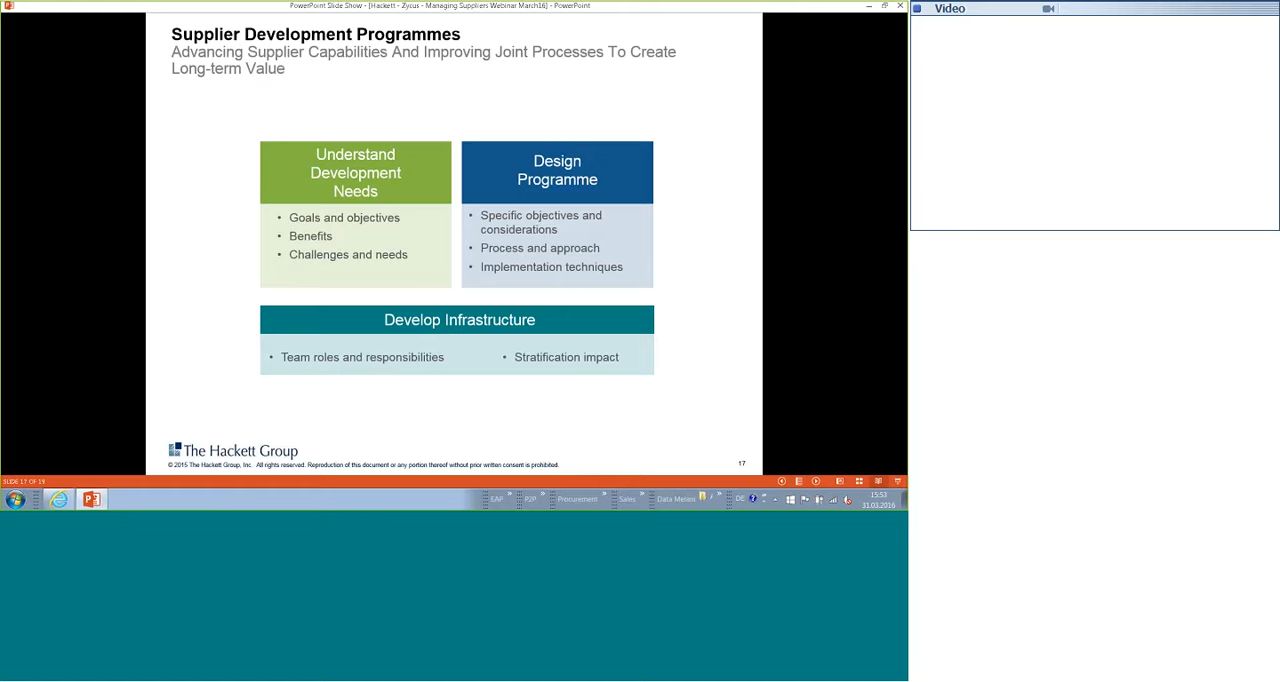 PowerPoint Slide Show - [Hackett - Zycus - Managing Suppliers Webinar March16] - PowerPoint
Video
Supplier Development Programmes
Advancing Supplier Capabilities And Improving Joint Processes To Create
Long-term Value
Understand
Development
Needs
• Goals and objectives
• Benefits
• Challenges and needs
Design
Programme
• Specific objectives and
considerations
• Process and approach
• Implementation techniques
Develop Infrastructure
• Team roles and responsibilities
• Stratification impact
The Hackett Group
© 2015 The Hackett Group, Inc. All rights reserved. Reproduction of this document or any portion thereof without prior written consent is prohibited.
17
SLIDE 17 OF 19
EAP
P2P
Procurement
Sales
DE
15:53
31.03.2016